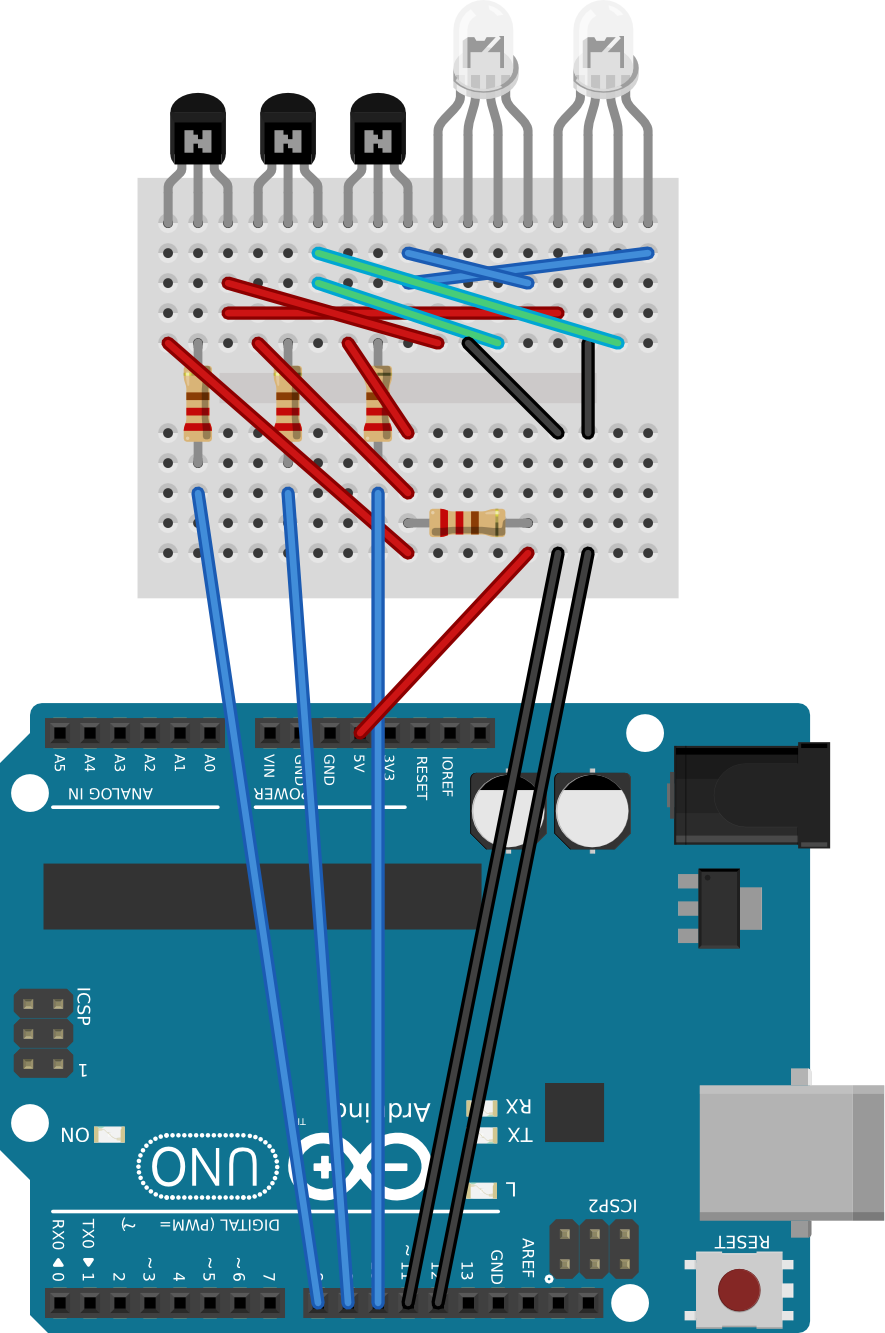 N N N
A5 A4 A3 A2 A1 A0
VIN GND GND 5V 3V3 RESET IOREF
ANALOG IN
POWER
ICSP
1
Arduino
RX
ON
TX
UNO
L
ICSP2
DIGITAL (PWM= ~)
RESET
RX0 TX0 ~ ~ ~ ~ AREF
0 1 2 3 4 5 6 7 11 12 13 GND